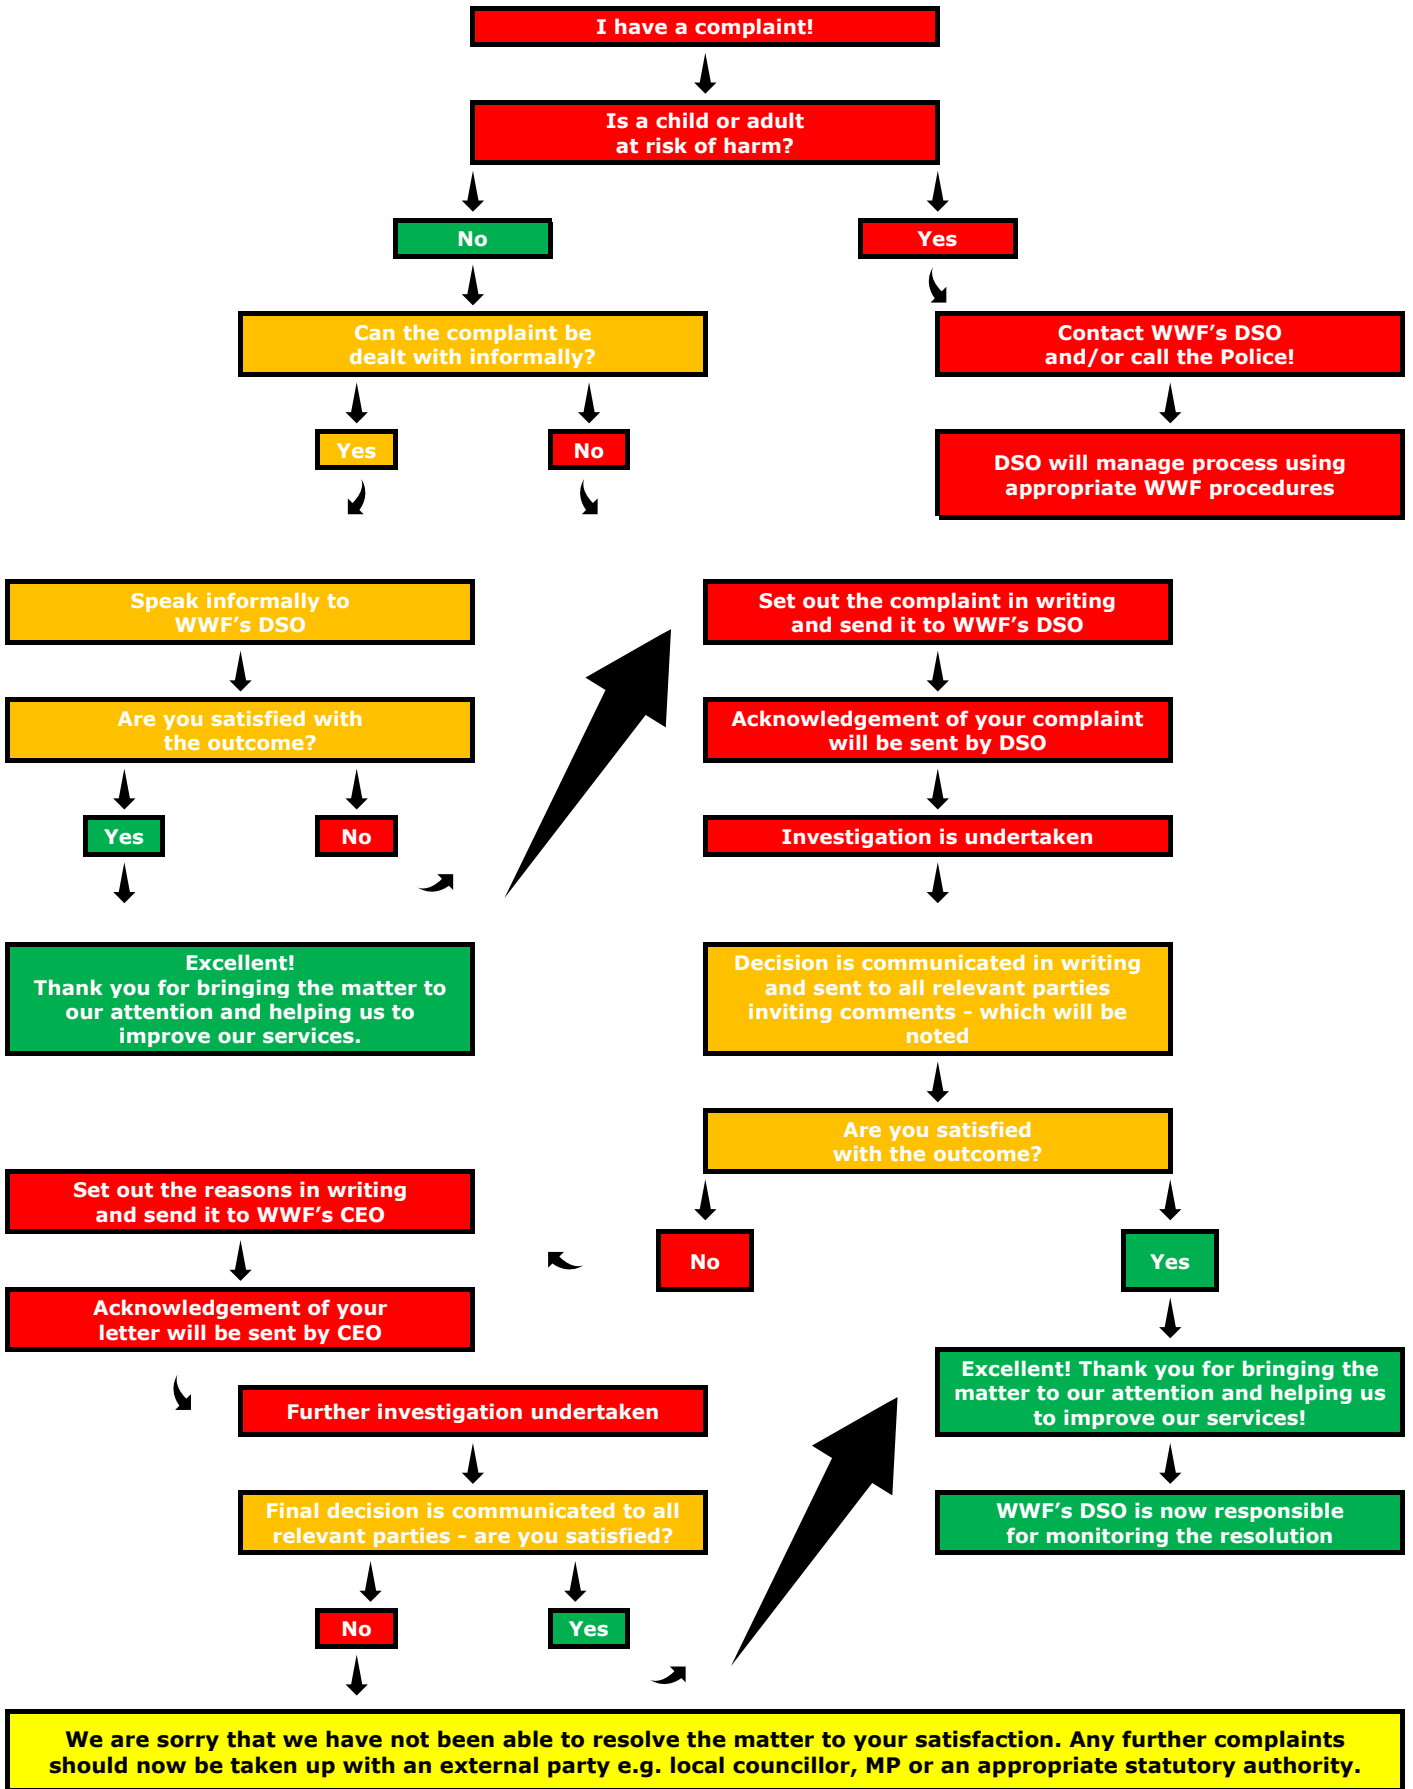 I have a complaint!
Is a child or adult
at risk of harm?
No
Yes
Can the complaint be
dealt with informally?
Contact WWF’s DSO
and/or call the Police!
Yes
No
DSO will manage process using
appropriate WWF procedures
Speak informally to
WWF’s DSO
Are you satisfied with
the outcome?
Yes
No
Excellent!
Thank you for bringing the matter to
our attention and helping us to
improve our services.
Set out the complaint in writing
and send it to WWF’s DSO
Acknowledgement of your complaint
will be sent by DSO
Investigation is undertaken
Decision is communicated in writing
and sent to all relevant parties
inviting comments – which will be
noted
Are you satisfied
with the outcome?
No
Yes
Set out the reasons in writing
and send it to WWF’s CEO
Acknowledgement of your
letter will be sent by CEO
Further investigation undertaken
Final decision is communicated to all
relevant parties – are you satisfied?
No
Yes
Excellent! Thank you for bringing the
matter to our attention and helping us
to improve our services!
WWF’s DSO is now responsible
for monitoring the resolution
We are sorry that we have not been able to resolve the matter to your satisfaction. Any further complaints
should now be taken up with an external party e.g. local councillor, MP or an appropriate statutory authority.